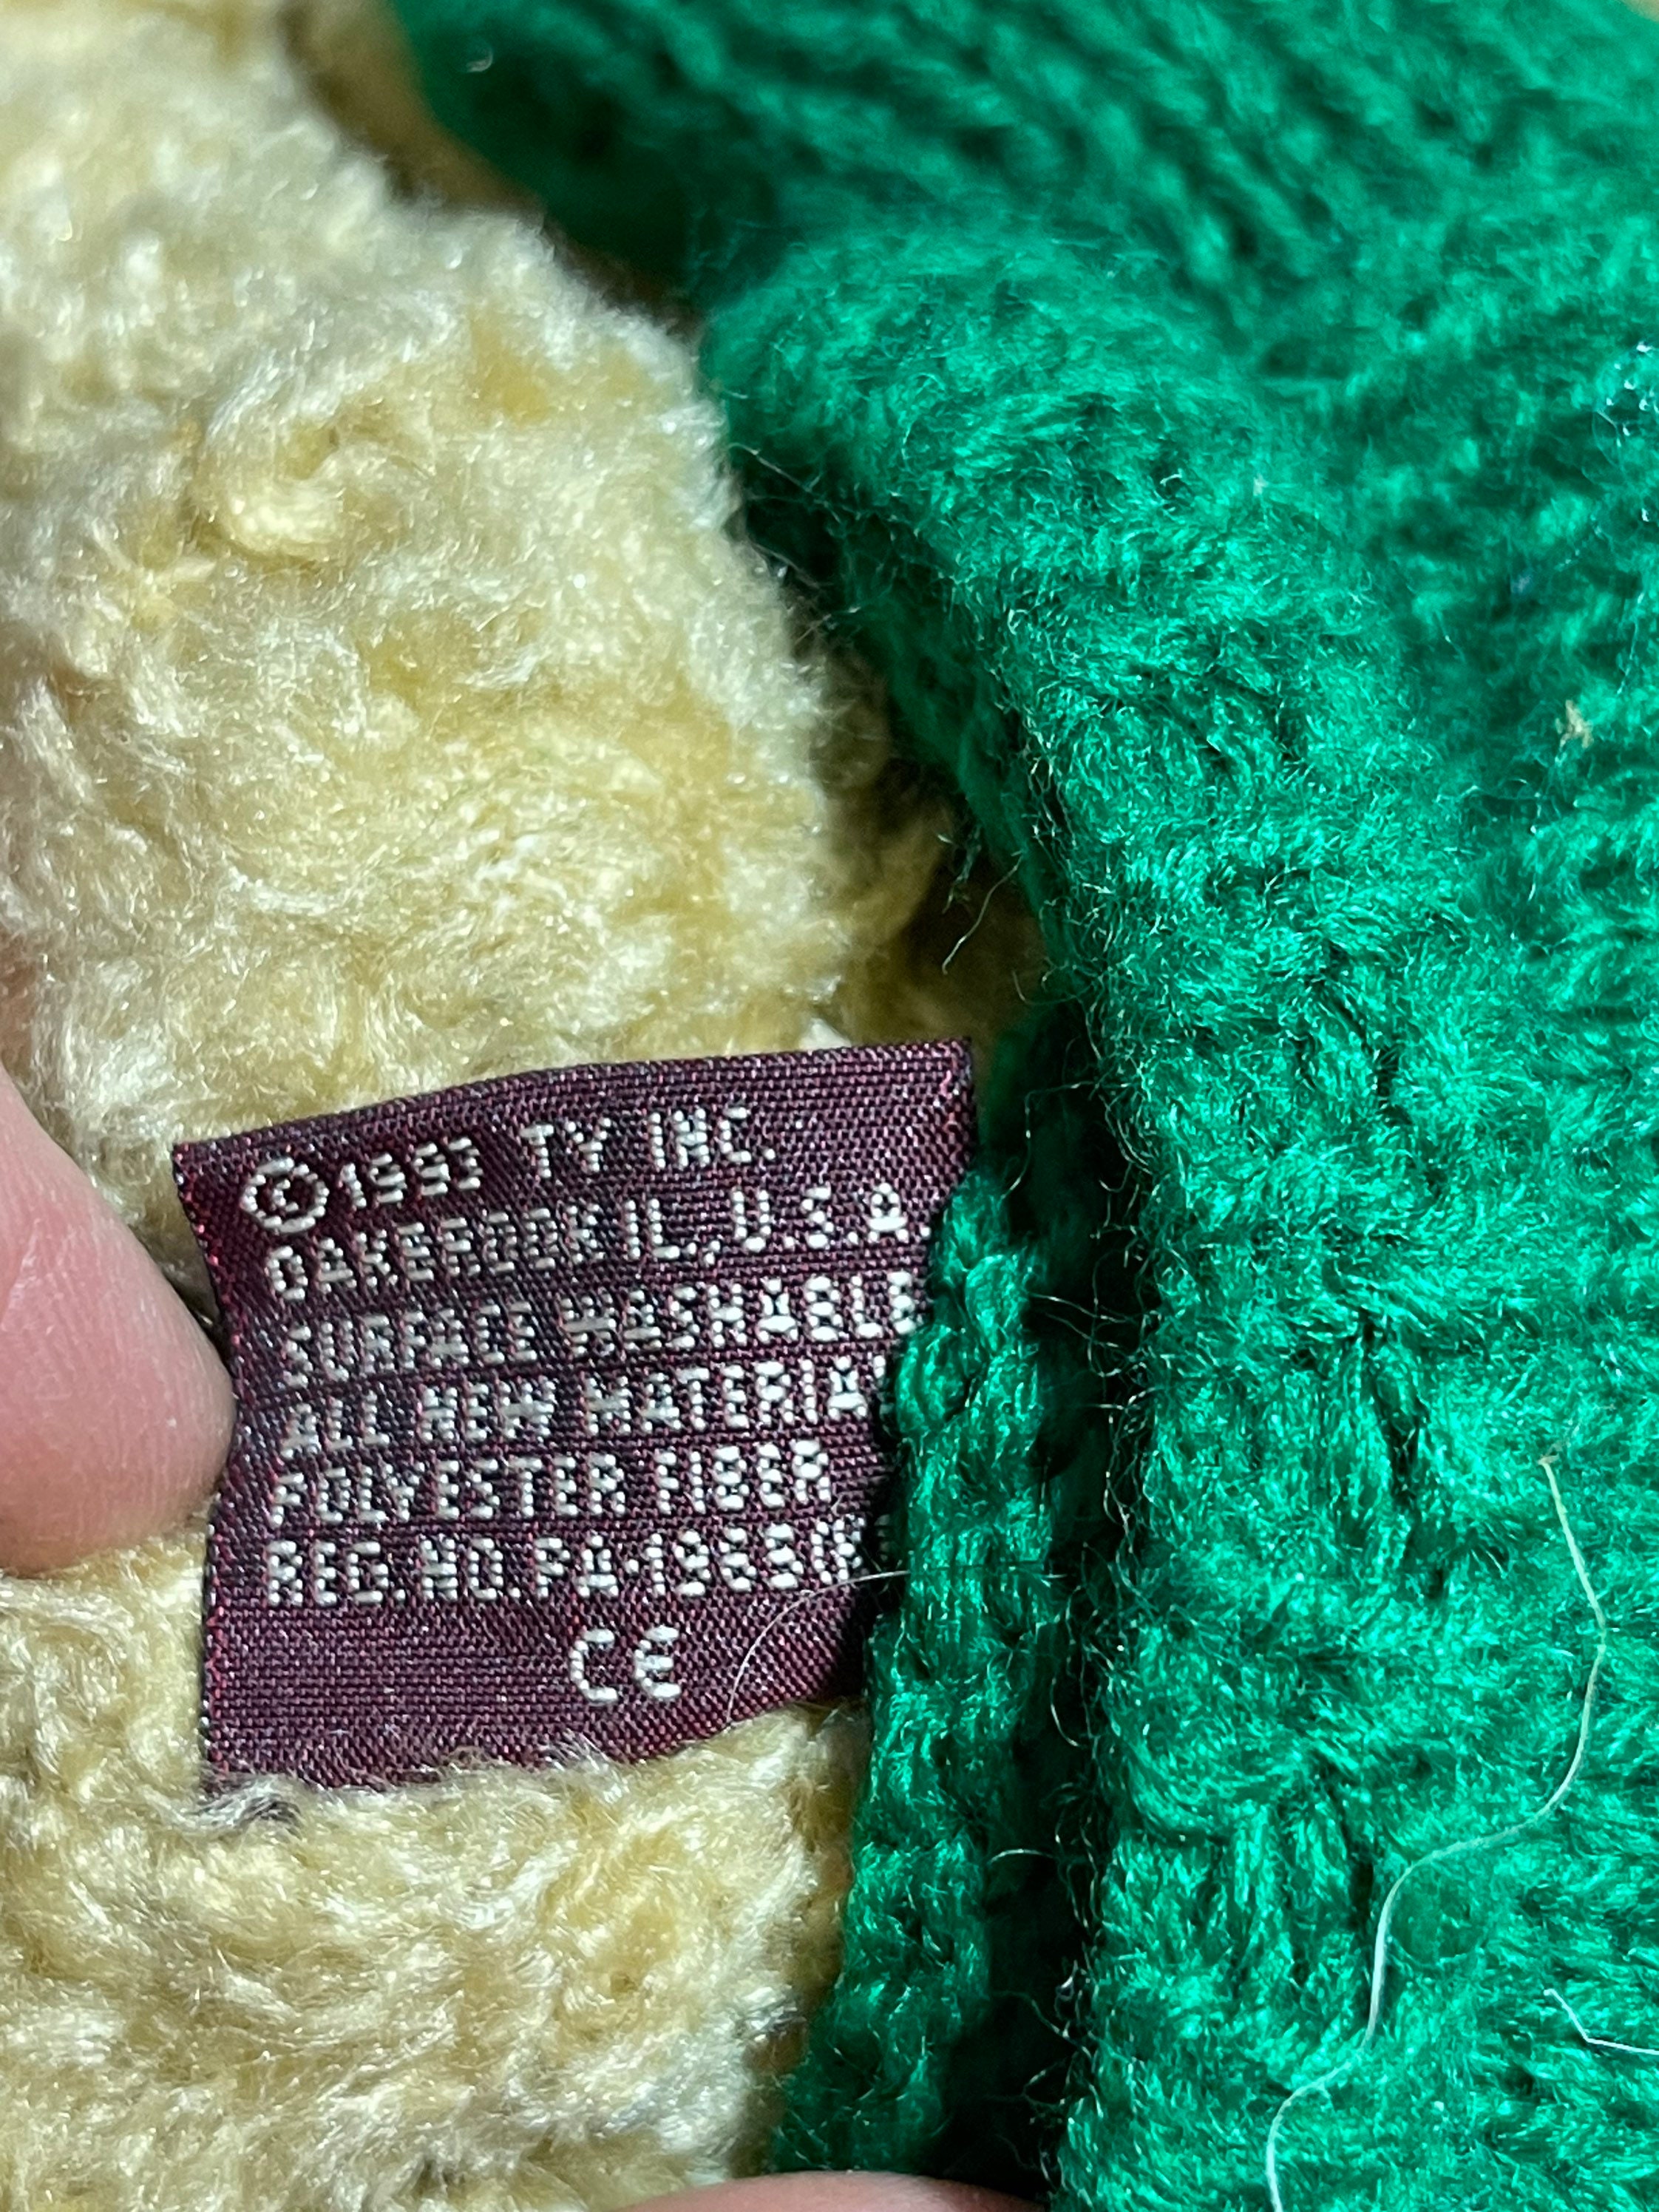 ©1993 TY INC.
OAKBROOK IL., U.S.A.
SURFACE WASHABLE
ALL NEW MATERIAL
POLYESTER FIBER
REG. NO. PA-1965(
CE